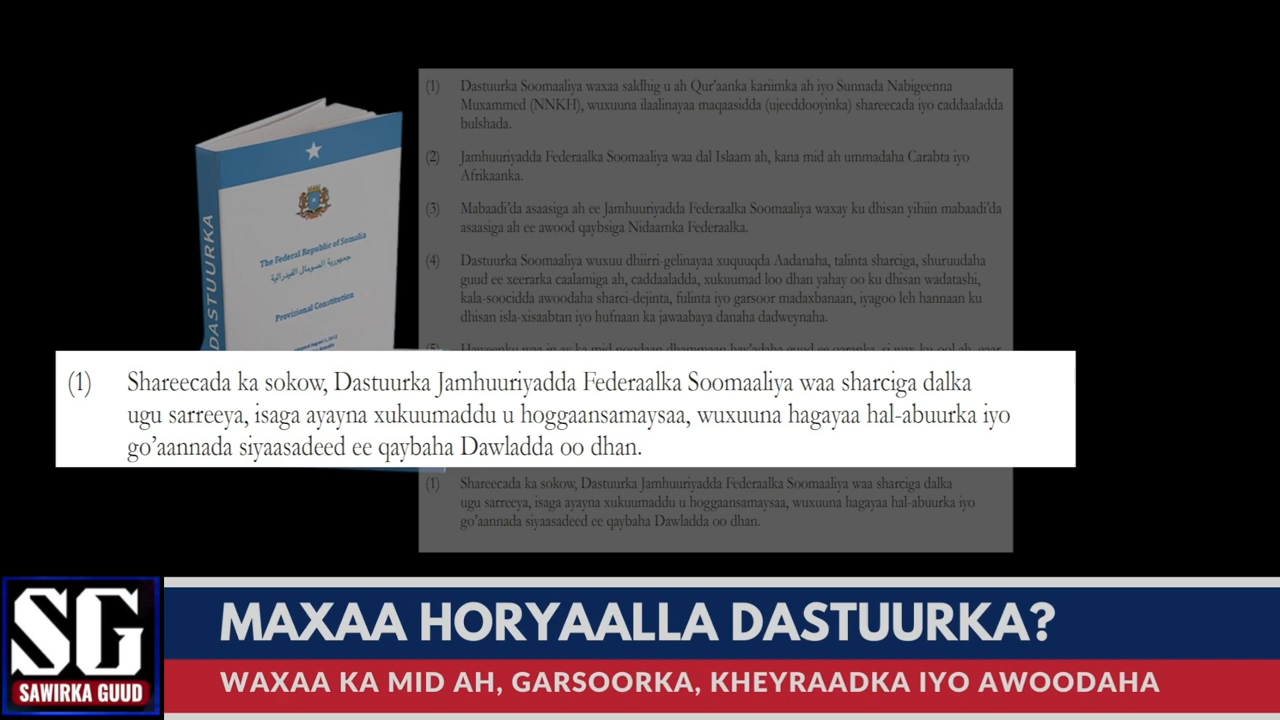 (1) Dastuurka Soomaaliya waxaa saldhig u ah Qur'aanka kariimka ah iyo Sunnada Nabigeenna
Muxammed (NNKH), wuxuuna ilaalinayaa maqaasidda (ujeeddooyinka) shareecada iyo caddaaladda
bulshada.
(2) Jamhuuriyadda Federaalka Soomaaliya waa dal Islaam ah, kana mid ah ummadaha Carabta iyo
Afrikaanka.
(3) Mabaadi'da asaasiga ah ee Jamhuuriyadda Federaalka Soomaaliya waxay ku dhisan yihiin mabaadi'da
asaasiga ah ee awood qaybsiga Nidaamka Federaalka.
(4) Dastuurka Soomaaliya wuxuu dhiirri-gelinayaa xuquuqda Aadanaha, talinta sharciga, shuruudaha
guud ee xeerarka caalamiga ah, caddaaladda, xukuumad loo dhan yahay oo ku dhisan wadatashi,
kala-soocidda awoodaha sharci-dejinta, fulinta iyo garsoor madaxbanaan, iyagoo leh hannaan ku
dhisan isla-xisaabtan iyo hufnaan ka jawaabaya danaha dadweynaha.
DASTUURKA
The Federal Republic of Somalia
جمهورية الصومال الفيدرالية
Provisional Constitution
(1) Shareecada ka sokow, Dastuurka Jamhuuriyadda Federaalka Soomaaliya waa sharciga dalka
ugu sarreeya, isaga ayayna xukuumaddu u hoggaansamaysaa, wuxuuna hagayaa hal-abuurka iyo
go'aannada siyaasadeed ee qaybaha Dawladda oo dhan.
(1) Shareecada ka sokow, Dastuurka Jamhuuriyadda Federaalka Soomaaliya waa sharciga dalka
ugu sarreeya, isaga ayayna xukuumaddu u hoggaansamaysaa, wuxuuna hagayaa hal-abuurka iyo
go'aannada siyaasadeed ee qaybaha Dawladda oo dhan.
SG
SAWIRKA GUUD
MAXAA HORYAALLA DASTUURKA?
WAXAA KA MID AH, GARSOORKA, KHEYRAADKA IYO AWOODAHA